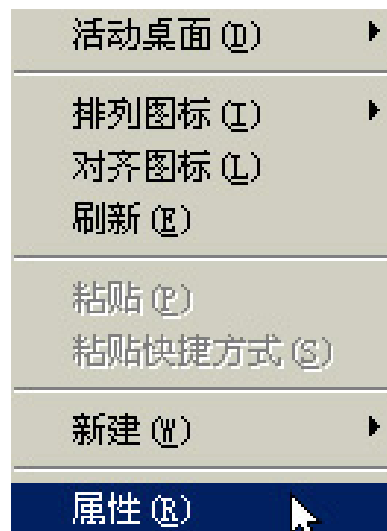 活动桌面(D)
排列图标(I)
对齐图标(L)
刷新(E)
粘贴(P)
粘贴快捷方式(S)
新建(W)
属性(R)